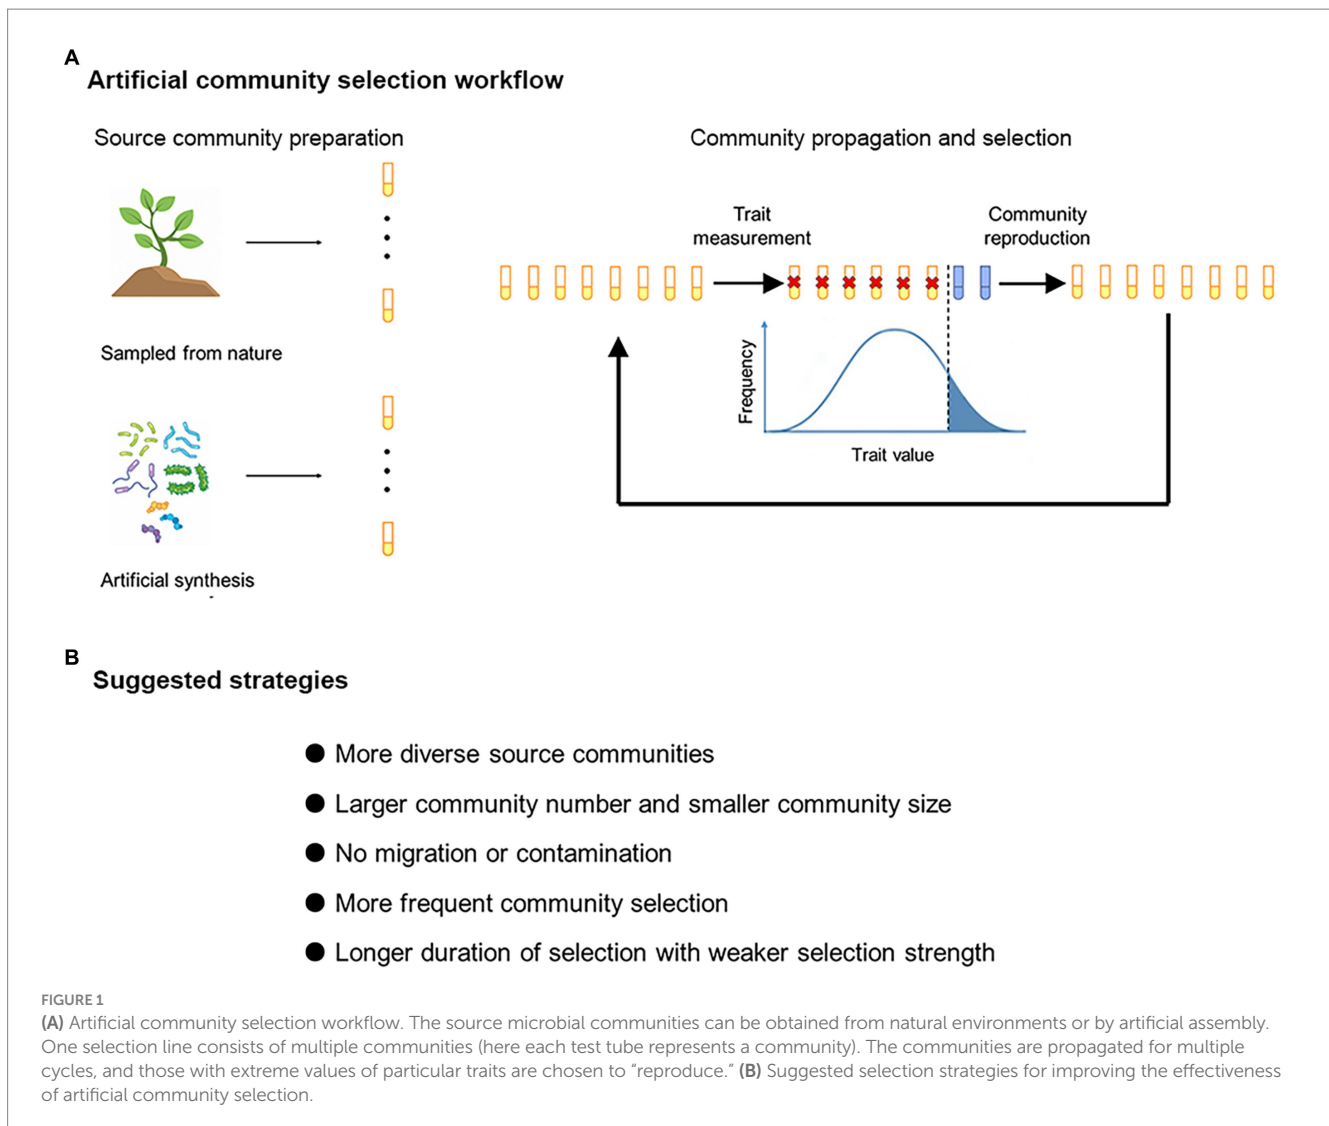 A
Artificial community selection workflow
Source community preparation
Sampled from nature
Artificial synthesis
Community propagation and selection
Trait
measurement
Community
reproduction
Frequency
Trait value
B
Suggested strategies
● More diverse source communities
● Larger community number and smaller community size
● No migration or contamination
● More frequent community selection
● Longer duration of selection with weaker selection strength
FIGURE 1
(A) Artificial community selection workflow. The source microbial communities can be obtained from natural environments or by artificial assembly.
One selection line consists of multiple communities (here each test tube represents a community). The communities are propagated for multiple
cycles, and those with extreme values of particular traits are chosen to “reproduce.” (B) Suggested selection strategies for improving the effectiveness
of artificial community selection.